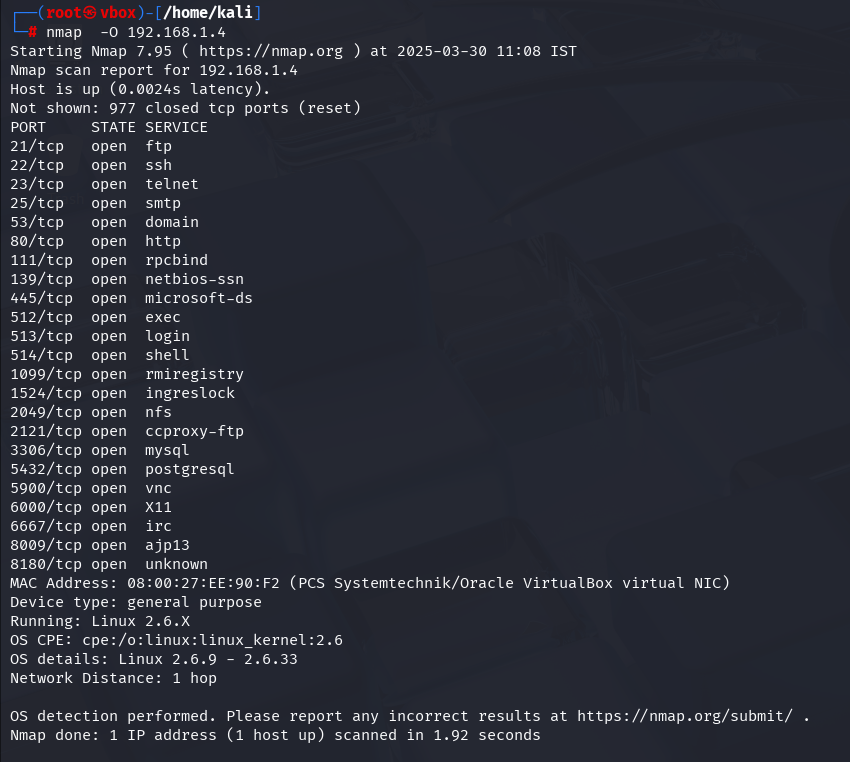 ┌──(root㉿vbox)-[/home/kali]
└─# nmap  -O 192.168.1.4
Starting Nmap 7.95 ( https://nmap.org ) at 2025-03-30 11:08 IST
Nmap scan report for 192.168.1.4
Host is up (0.0024s latency).
Not shown: 977 closed tcp ports (reset)
PORT     STATE SERVICE
21/tcp   open  ftp
22/tcp   open  ssh
23/tcp   open  telnet
25/tcp   open  smtp
53/tcp   open  domain
80/tcp   open  http
111/tcp  open  rpcbind
139/tcp  open  netbios-ssn
445/tcp  open  microsoft-ds
512/tcp  open  exec
513/tcp  open  login
514/tcp  open  shell
1099/tcp open  rmiregistry
1524/tcp open  ingreslock
2049/tcp open  nfs
2121/tcp open  ccproxy-ftp
3306/tcp open  mysql
5432/tcp open  postgresql
5900/tcp open  vnc
6000/tcp open  X11
6667/tcp open  irc
8009/tcp open  ajp13
8180/tcp open  unknown
MAC Address: 08:00:27:EE:90:F2 (PCS Systemtechnik/Oracle VirtualBox virtual NIC)
Device type: general purpose
Running: Linux 2.6.X
OS CPE: cpe:/o:linux:linux_kernel:2.6
OS details: Linux 2.6.9 - 2.6.33
Network Distance: 1 hop
OS detection performed. Please report any incorrect results at https://nmap.org/submit/ .
Nmap done: 1 IP address (1 host up) scanned in 1.92 seconds